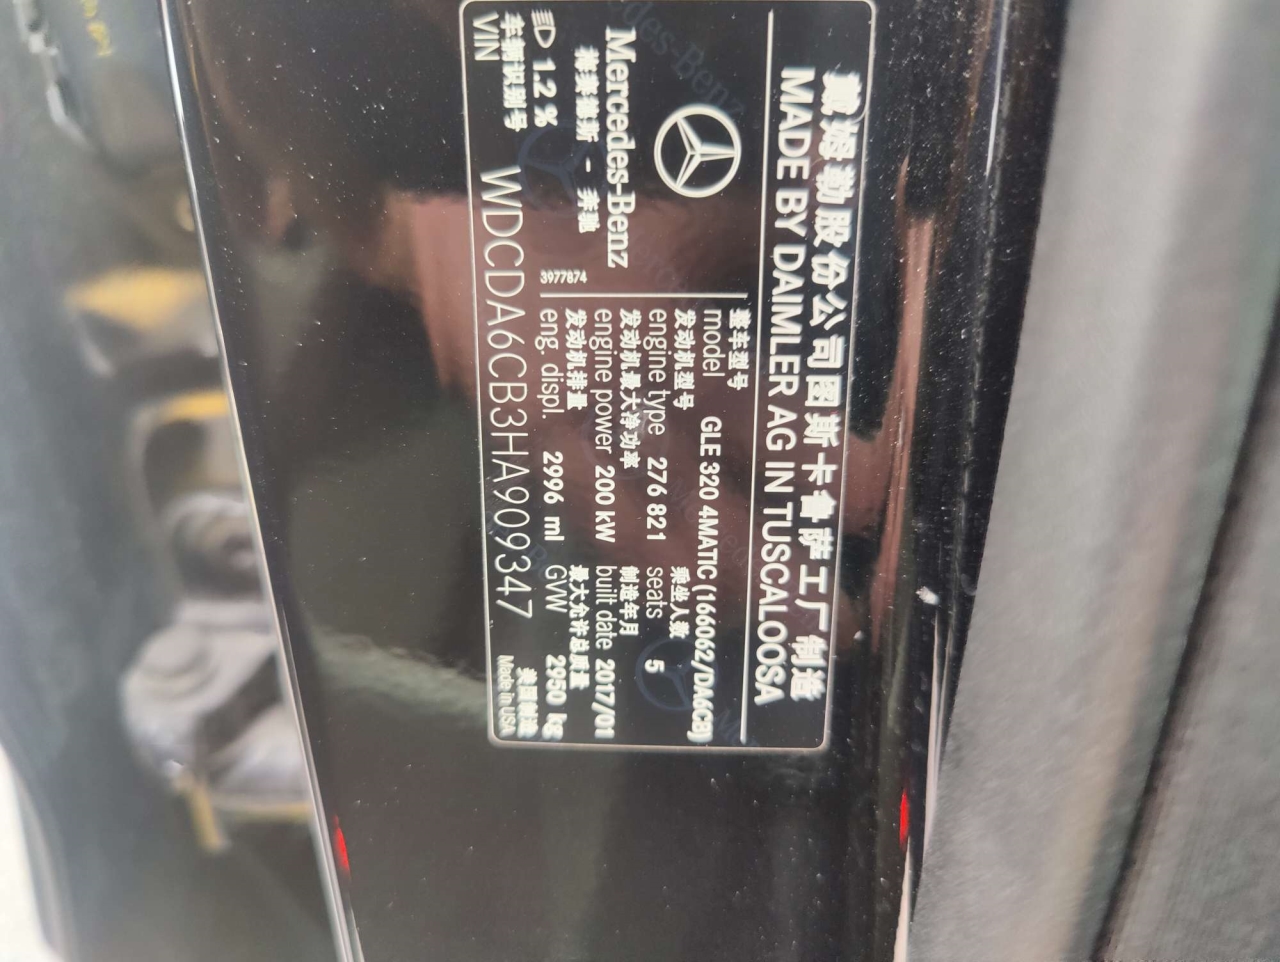 戴姆勒股份公司图斯卡鲁萨工厂制造
MADE BY DAIMLER AG IN TUSCALOOSA
Mercedes-Benz
梅赛德斯 - 奔驰
1.2 %
3977874
整车型号
model GLE 320 4MATIC (166062/DA6CB)
发动机型号 乘坐人数
engine type 276 821 seats 5
发动机最大净功率 制造年月
engine power 200 kW built date 2017/01
发动机排量 最大允许总质量
eng. displ. 2996 ml GVW 2950 kg
车辆识别号 美国制造
VIN WDCDA6CB3HA909347 Made in USA